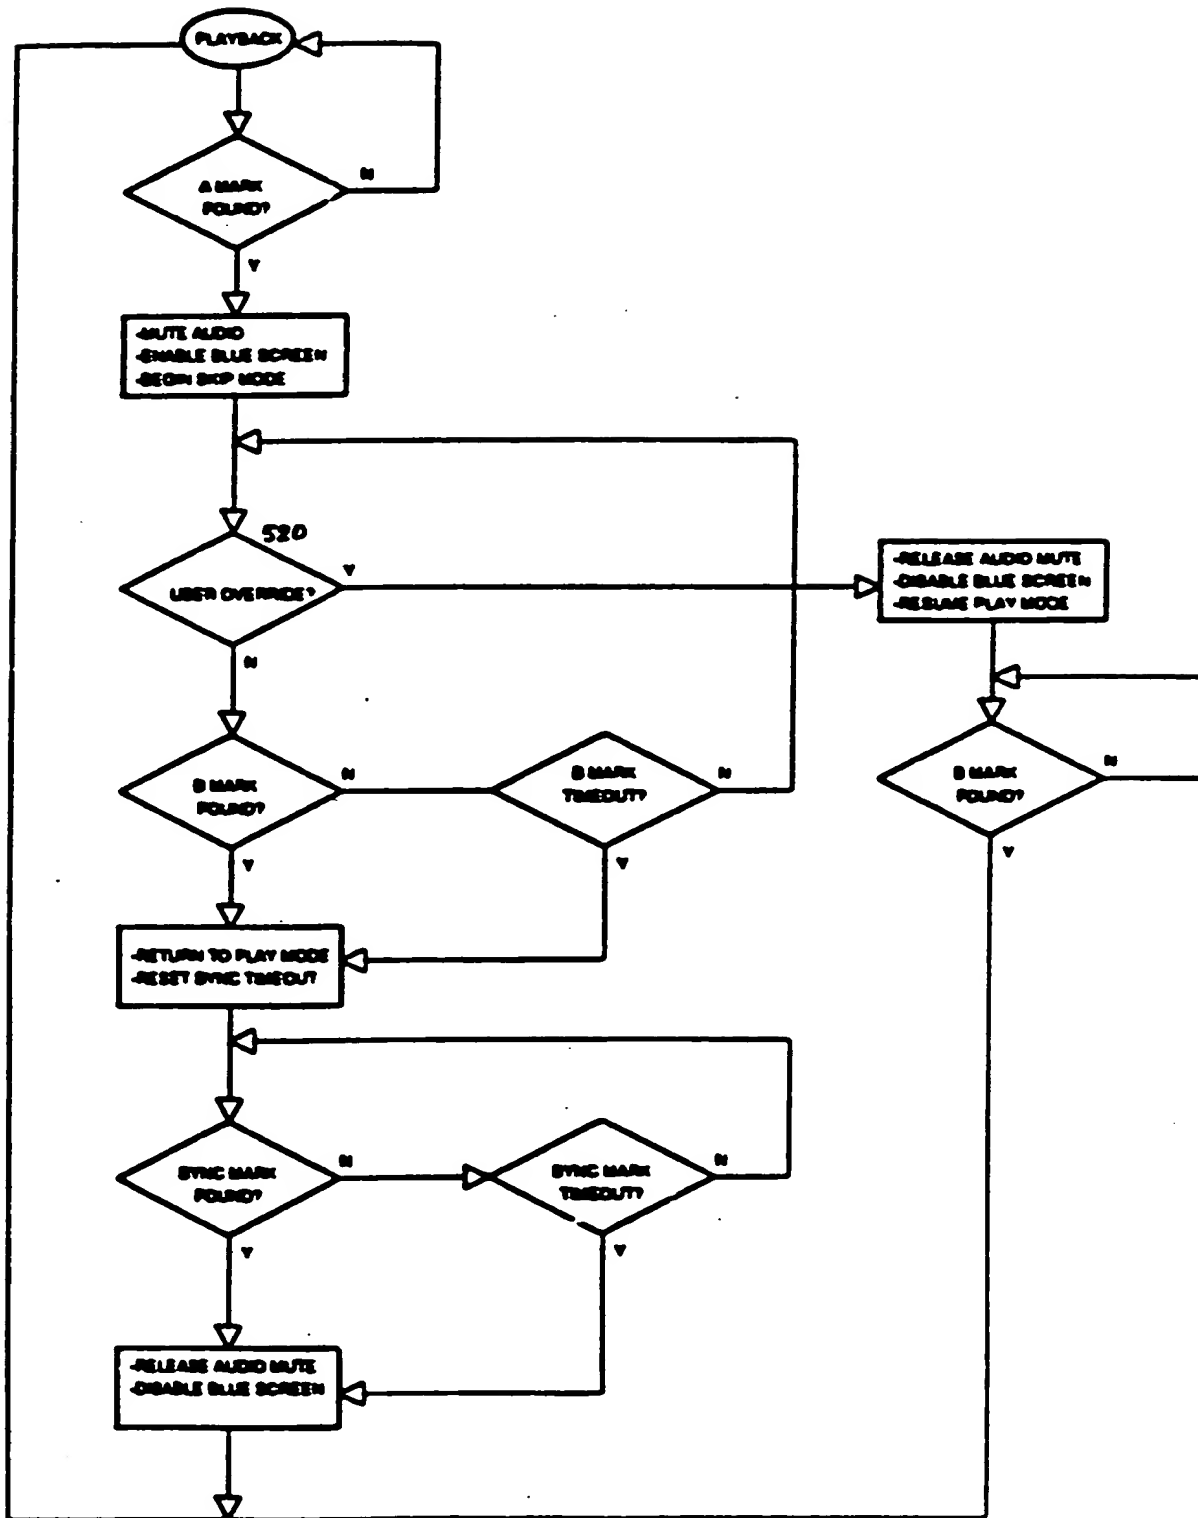 PLAYBACK
A MARK
FOUND?
N
Y
-MUTE AUDIO
-ENABLE BLUE SCREEN
-BEGIN SKIP MODE
520
USER OVERRIDE?
Y
N
-RELEASE AUDIO MUTE
-DISABLE BLUE SCREEN
-RESUME PLAY MODE
B MARK
FOUND?
N
Y
B MARK
TIMEOUT?
N
Y
B MARK
FOUND?
N
Y
-RETURN TO PLAY MODE
-RESET SYNC TIMEOUT
SYNC MARK
FOUND?
N
Y
SYNC MARK
TIMEOUT?
N
Y
-RELEASE AUDIO MUTE
-DISABLE BLUE SCREEN